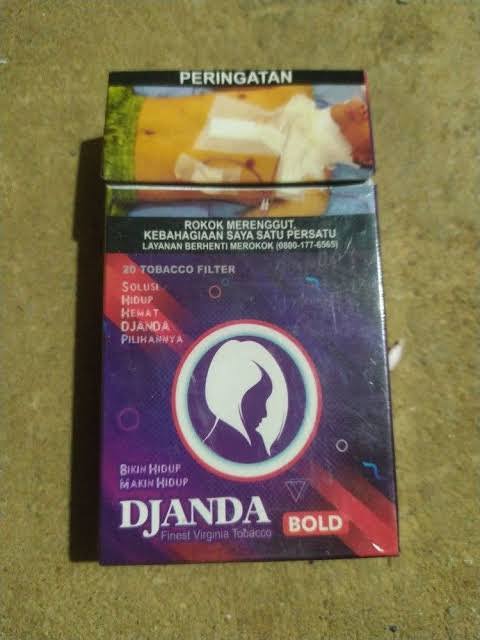 PERINGATAN
ROKOK MERENGGUT,
KEBAHAGIAAN SAYA SATU PERSATU
LAYANAN BERHENTI MEROKOK (0800-177-6565)
20 TOBACCO FILTER
SOLUSI
HIDUP
HEMAT
DJANDA
PILIHANNYA
BIKIN HIDUP
MAKIN HIDUP
DJANDA
BOLD
Finest Virginia Tobacco